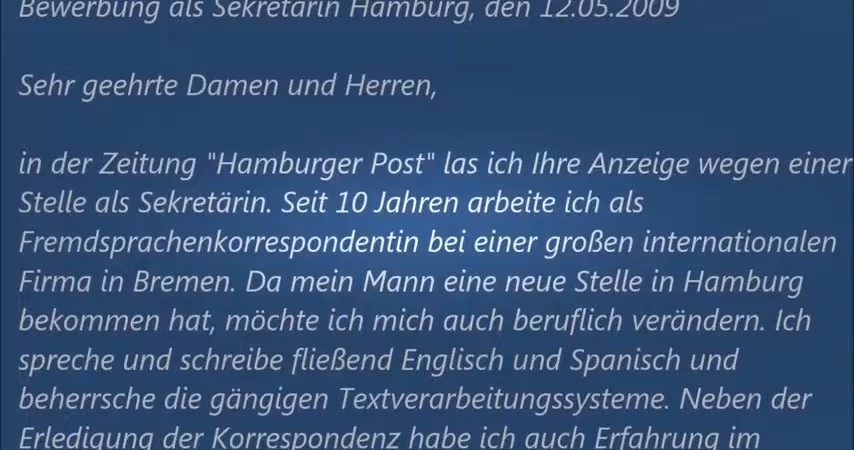 Bewerbung als Sekretärin Hamburg, den 12.05.2009
Sehr geehrte Damen und Herren,
in der Zeitung "Hamburger Post" las ich Ihre Anzeige wegen einer
Stelle als Sekretärin. Seit 10 Jahren arbeite ich als
Fremdsprachenkorrespondentin bei einer großen internationalen
Firma in Bremen. Da mein Mann eine neue Stelle in Hamburg
bekommen hat, möchte ich mich auch beruflich verändern. Ich
spreche und schreibe fließend Englisch und Spanisch und
beherrsche die gängigen Textverarbeitungssysteme. Neben der
Erledigung der Korrespondenz habe ich auch Erfahrung im